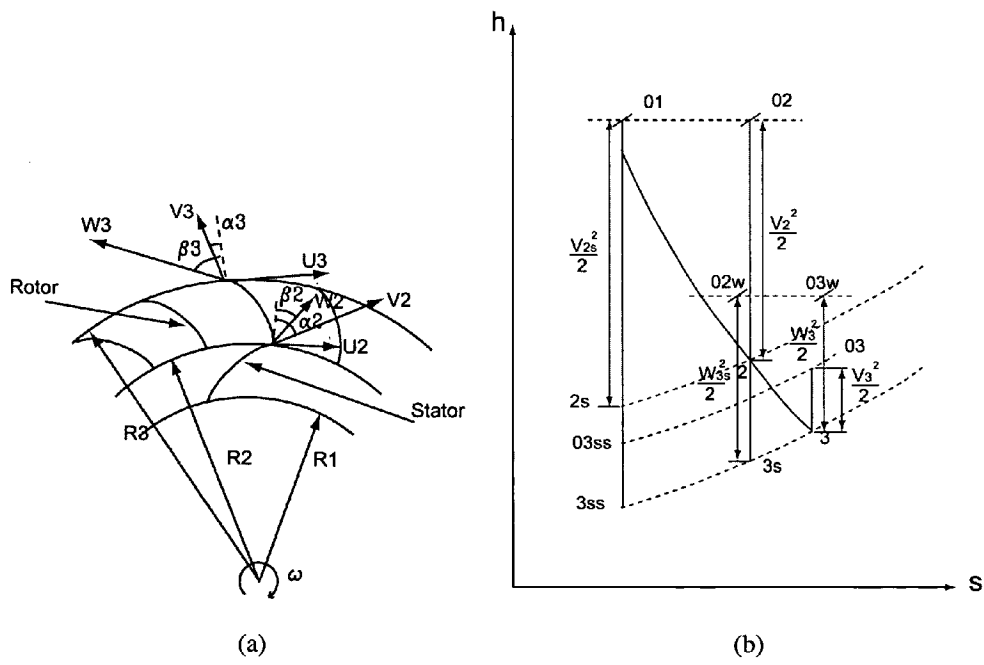 V3
α3
W3
β3
U3
Rotor
β2
W2
V2
α2
U2
Stator
R3
R2
R1
ω
(a)
h
01
02
V2s²
2
V2²
2
02w
03w
W3²
2
03
W3s²
2
2
V3²
2
2s
03ss
3
3s
3ss
S
(b)